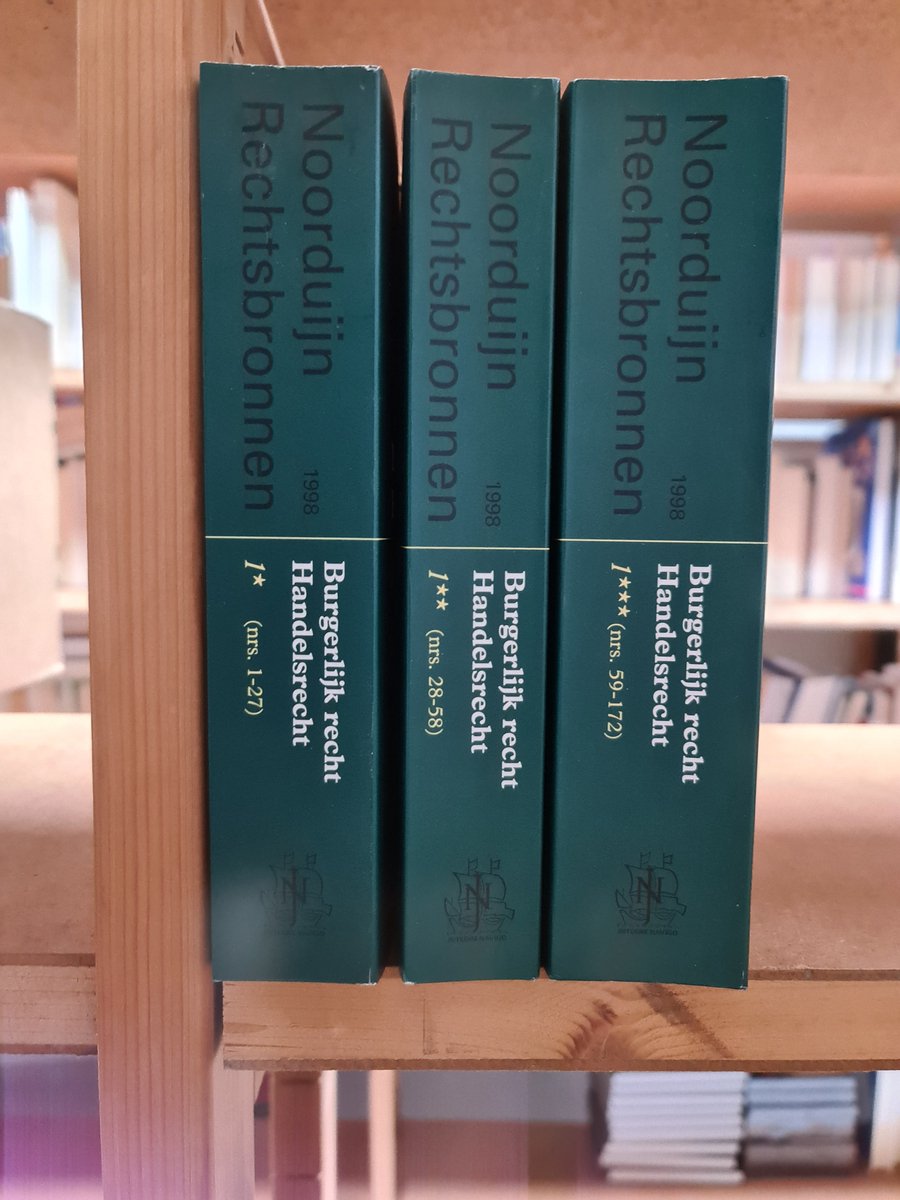 Noorduijn
Rechtsbronnen
1998
Burgerlijk recht
Handelsrecht
1* (nrs. 1-27)
Noorduijn
Rechtsbronnen
1998
Burgerlijk recht
Handelsrecht
1** (nrs. 28-58)
Noorduijn
Rechtsbronnen
1998
Burgerlijk recht
Handelsrecht
1*** (nrs. 59-172)